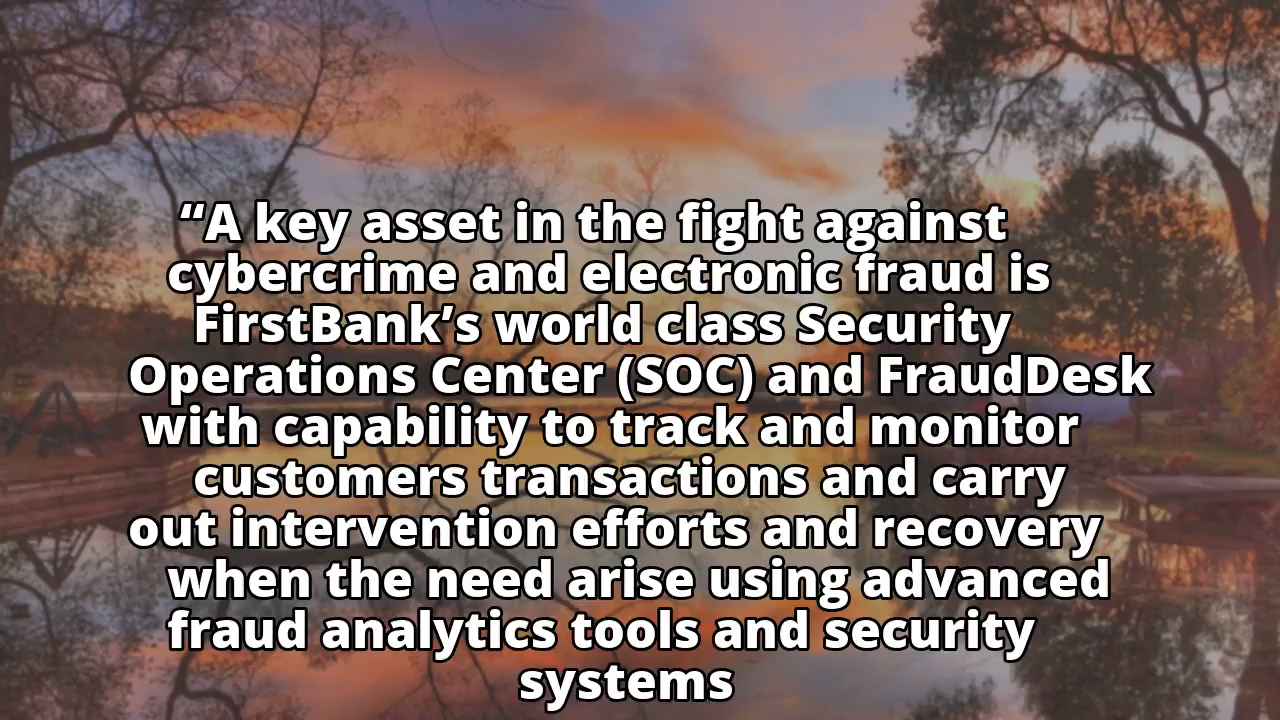 “A key asset in the fight against
cybercrime and electronic fraud is
FirstBank’s world class Security
Operations Center (SOC) and FraudDesk
with capability to track and monitor
customers transactions and carry
out intervention efforts and recovery
when the need arise using advanced
fraud analytics tools and security
systems